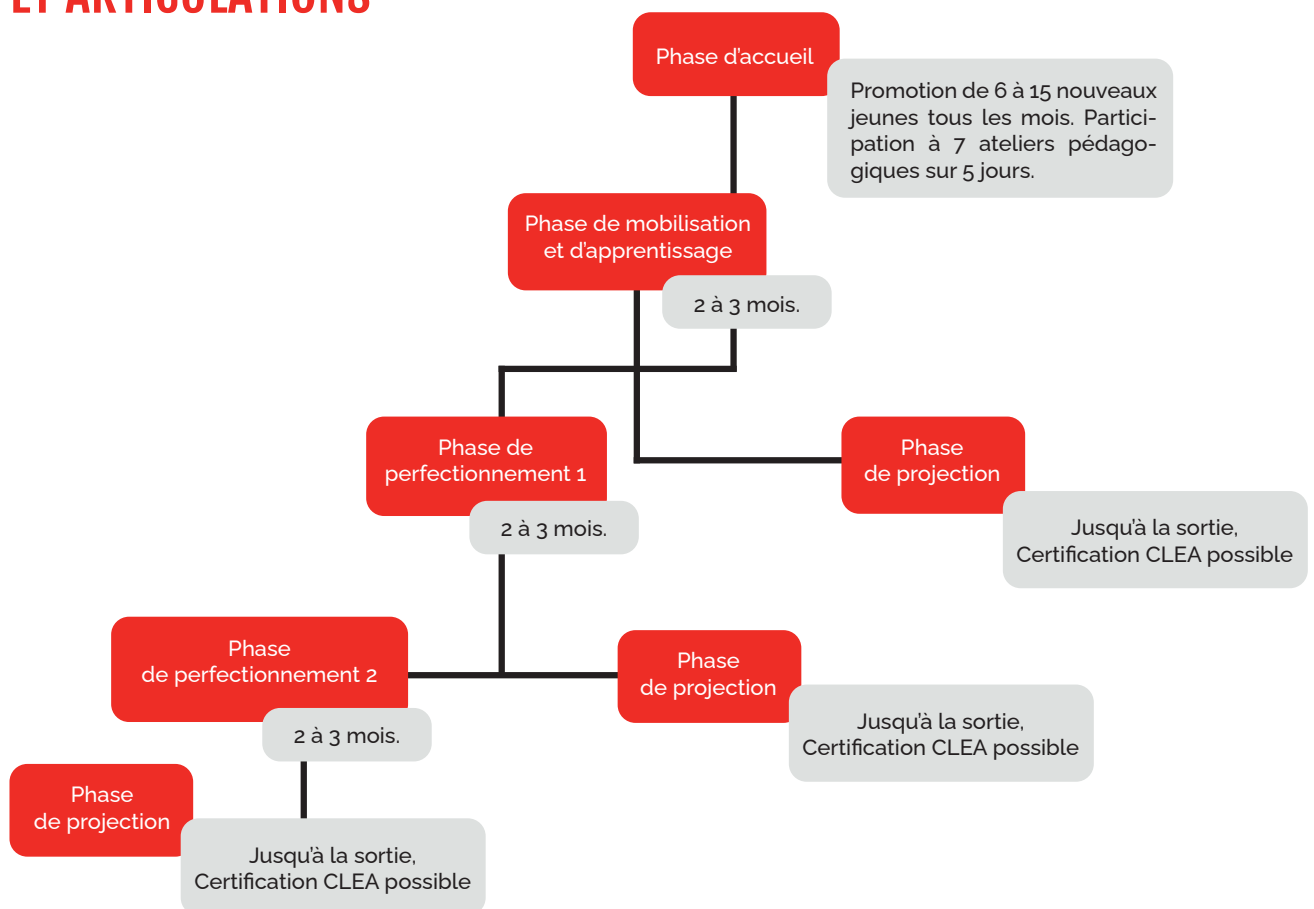 ET ARTICULATIONS
Phase d'accueil
Promotion de 6 à 15 nouveaux
jeunes tous les mois. Partici-
pation à 7 ateliers pédago-
giques sur 5 jours.
Phase de mobilisation
et d'apprentissage
2 à 3 mois.
Phase de
perfectionnement 1
2 à 3 mois.
Phase
de projection
Jusqu'à la sortie,
Certification CLEA possible
Phase
de perfectionnement 2
2 à 3 mois.
Phase
de projection
Jusqu'à la sortie,
Certification CLEA possible
Phase
de projection
Jusqu'à la sortie,
Certification CLEA possible